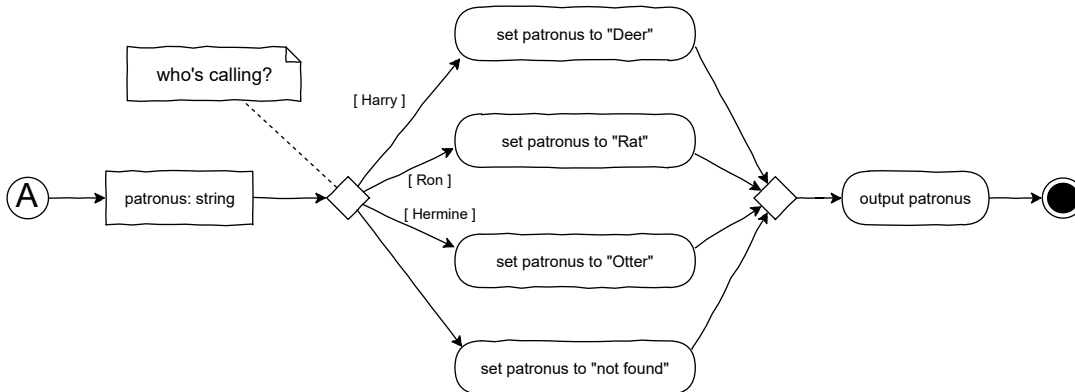 set patronus to "Deer"
who's calling?
[ Harry ]
set patronus to "Rat"
[ Ron ]
A
patronus: string
output patronus
[ Hermine ]
set patronus to "Otter"
set patronus to "not found"